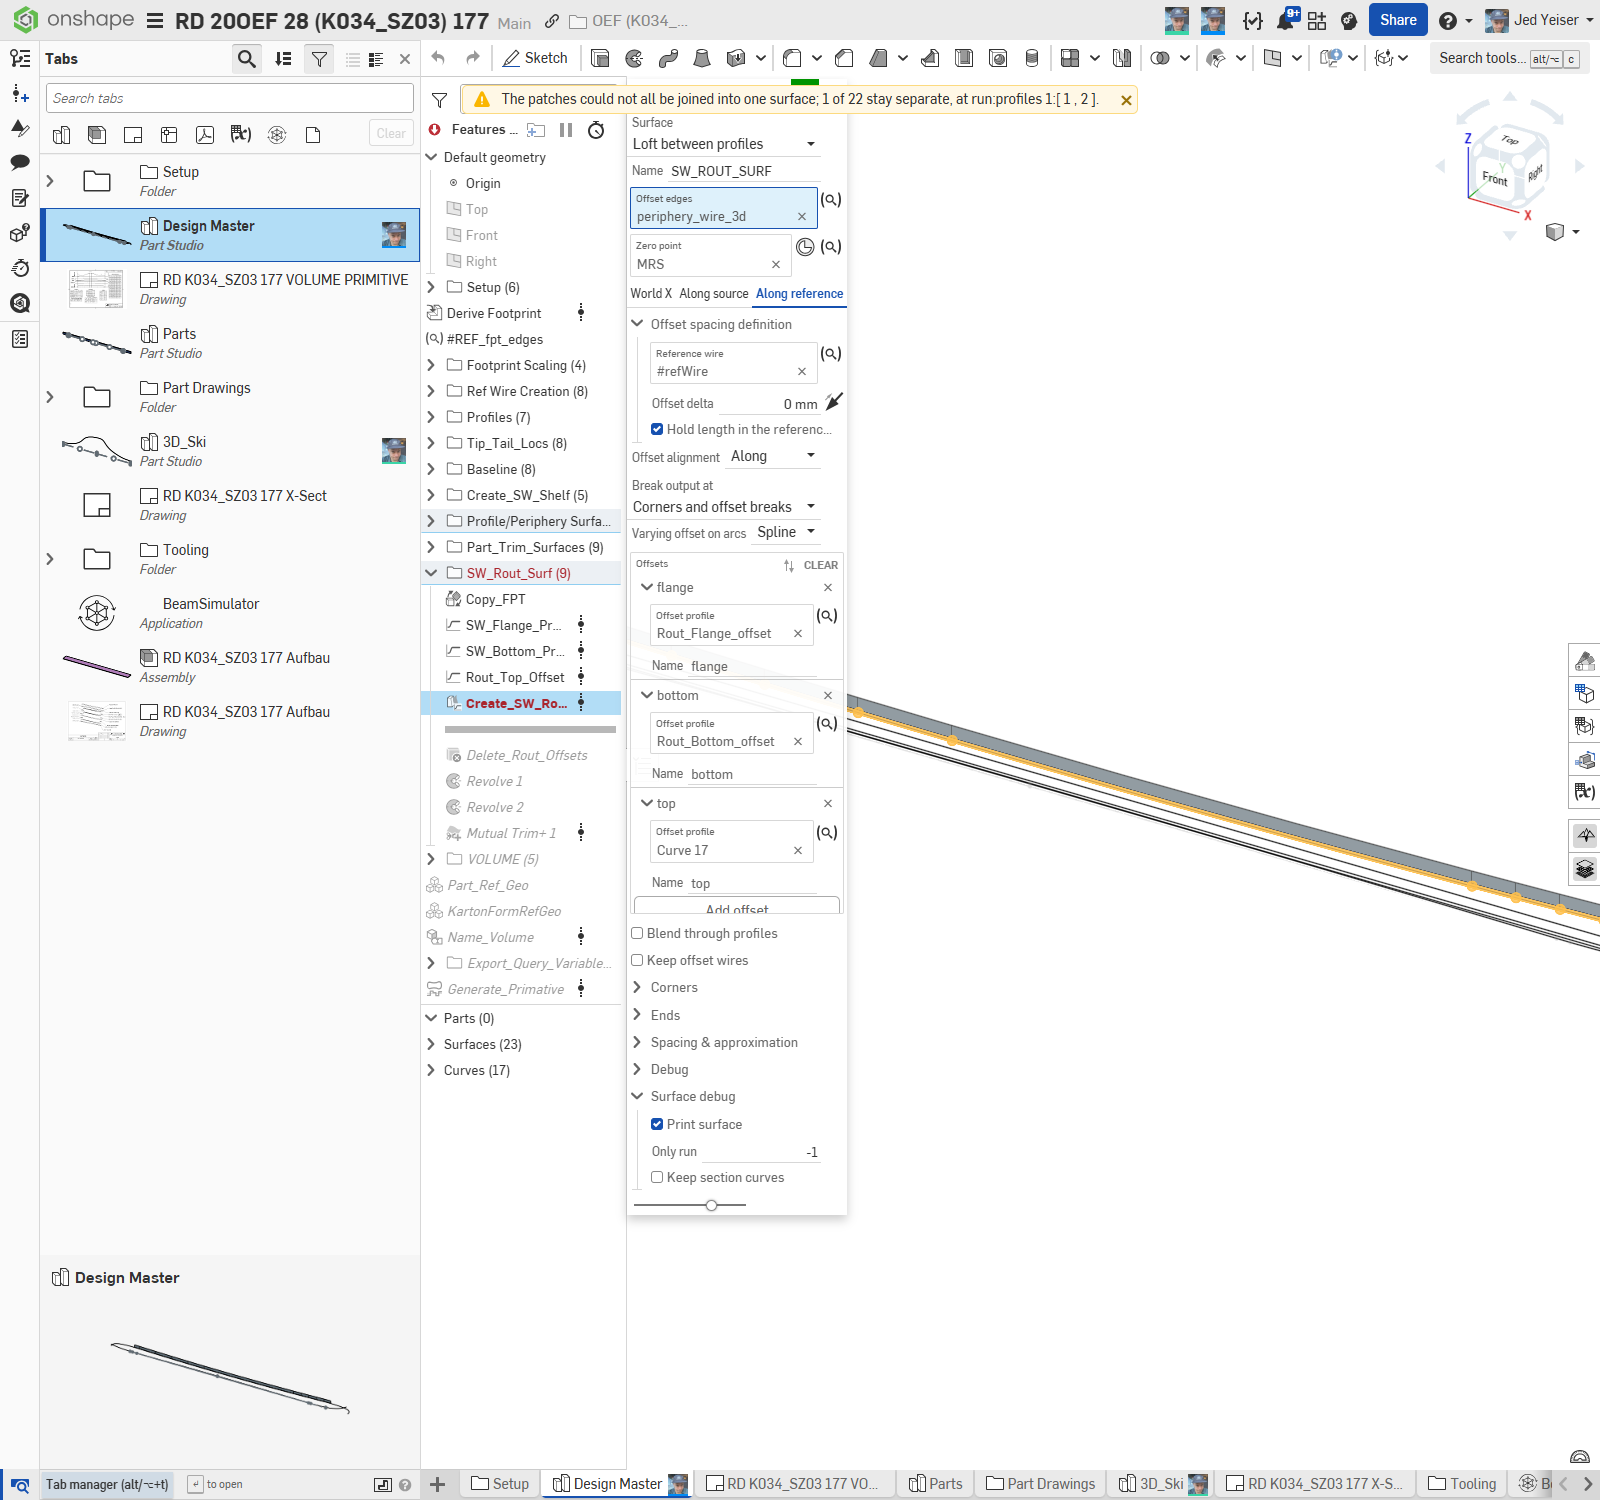 onshape
RD 20OEF 28 (K034_SZ03) 177
Main
OEF (K034_...
9+
Share
Jed Yeiser
Tabs
Sketch
Search tools...
alt/⌥
c
Search tabs
Clear
Setup
Folder
Design Master
Part Studio
RD K034_SZ03 177 VOLUME PRIMITIVE
Drawing
Parts
Part Studio
Part Drawings
Folder
3D_Ski
Part Studio
RD K034_SZ03 177 X-Sect
Drawing
Tooling
Folder
BeamSimulator
Application
RD K034_SZ03 177 Aufbau
Assembly
RD K034_SZ03 177 Aufbau
Drawing
Design Master
Tab manager (alt/⌥+t)
to open
The patches could not all be joined into one surface; 1 of 22 stay separate, at run:profiles 1:[ 1 , 2 ].
Features ...
Default geometry
Origin
Top
Front
Right
Setup (6)
Derive Footprint
#REF_fpt_edges
Footprint Scaling (4)
Ref Wire Creation (8)
Profiles (7)
Tip_Tail_Locs (8)
Baseline (8)
Create_SW_Shelf (5)
Profile/Periphery Surfa...
Part_Trim_Surfaces (9)
SW_Rout_Surf (9)
Copy_FPT
SW_Flange_Pr...
SW_Bottom_Pr...
Rout_Top_Offset
Create_SW_Ro...
Delete_Rout_Offsets
Revolve 1
Revolve 2
Mutual Trim+ 1
VOLUME (5)
Part_Ref_Geo
KartonFormRefGeo
Name_Volume
Export_Query_Variable...
Generate_Primative
Parts (0)
Surfaces (23)
Curves (17)
Surface
Loft between profiles
Name SW_ROUT_SURF
Offset edges
periphery_wire_3d
Zero point
MRS
World X Along source Along reference
Offset spacing definition
Reference wire
#refWire
Offset delta 0 mm
Hold length in the referenc...
Offset alignment Along
Break output at
Corners and offset breaks
Varying offset on arcs Spline
Offsets CLEAR
flange
Offset profile
Rout_Flange_offset
Name flange
bottom
Offset profile
Rout_Bottom_offset
Name bottom
top
Offset profile
Curve 17
Name top
Add offset
Blend through profiles
Keep offset wires
Corners
Ends
Spacing & approximation
Debug
Surface debug
Print surface
Only run -1
Keep section curves
Z
Top
Y
Front
Right
X
Setup
Design Master
RD K034_SZ03 177 VO...
Parts
Part Drawings
3D_Ski
RD K034_SZ03 177 X-S...
Tooling